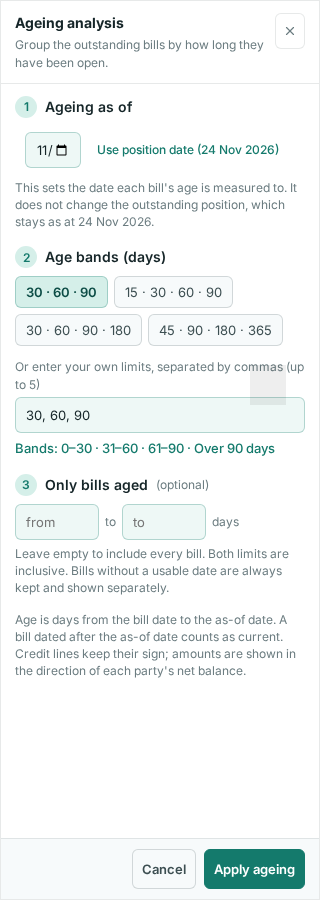 Ageing analysis
Group the outstanding bills by how long they
have been open.
×
1 Ageing as of
11/
Use position date (24 Nov 2026)
This sets the date each bill's age is measured to. It
does not change the outstanding position, which
stays as at 24 Nov 2026.
2 Age bands (days)
30 · 60 · 90
15 · 30 · 60 · 90
30 · 60 · 90 · 180
45 · 90 · 180 · 365
Or enter your own limits, separated by commas (up
to 5)
30, 60, 90
Bands: 0–30 · 31–60 · 61–90 · Over 90 days
3 Only bills aged (optional)
from to to days
Leave empty to include every bill. Both limits are
inclusive. Bills without a usable date are always
kept and shown separately.
Age is days from the bill date to the as-of date. A
bill dated after the as-of date counts as current.
Credit lines keep their sign; amounts are shown in
the direction of each party's net balance.
Cancel
Apply ageing